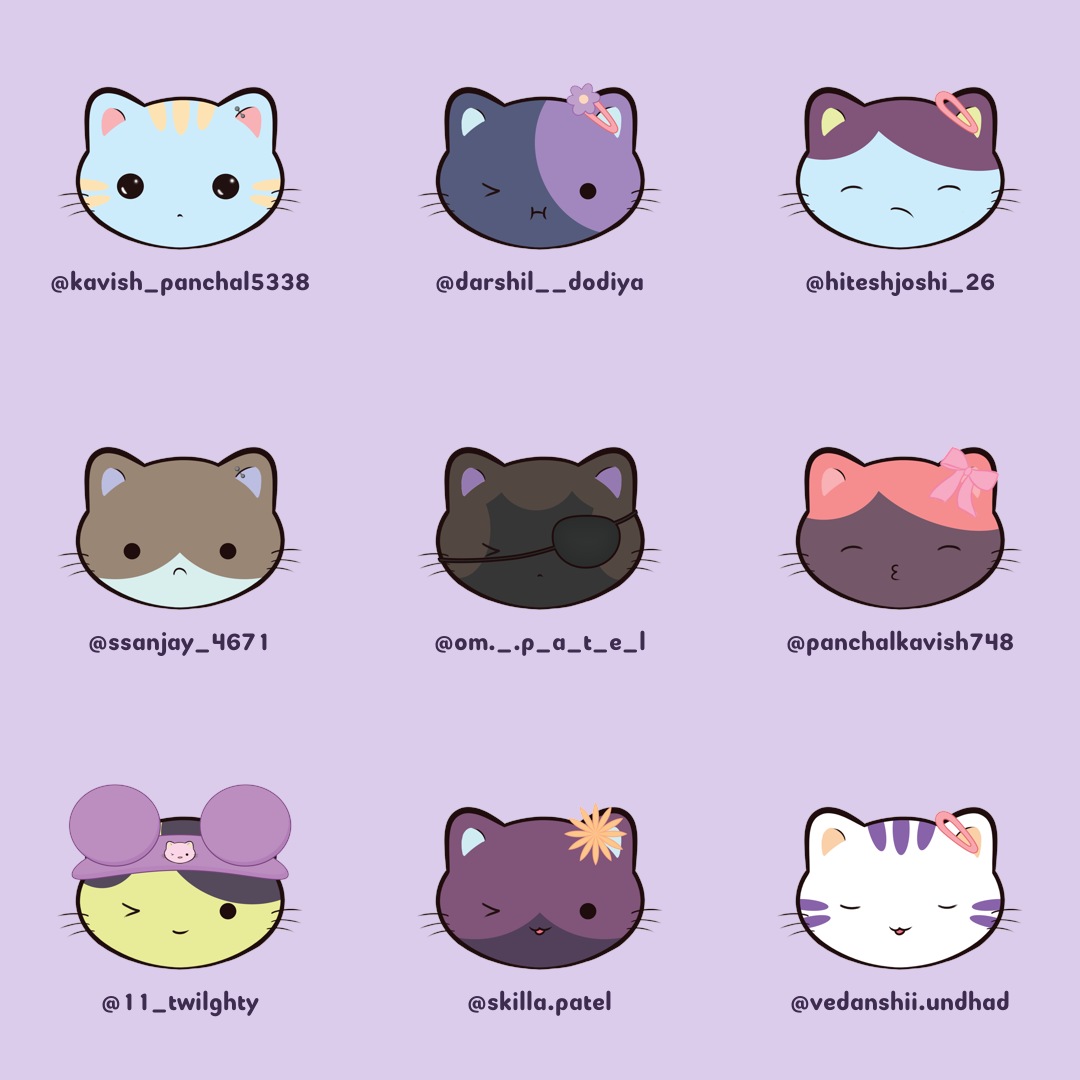 @kavish_panchal5338
@darshil__dodiya
@hiteshjoshi_26
@ssanjay_4671
@om._.p_a_t_e_l
@panchalkavish748
@11_twilghty
@skilla.patel
@vedanshii.undhad